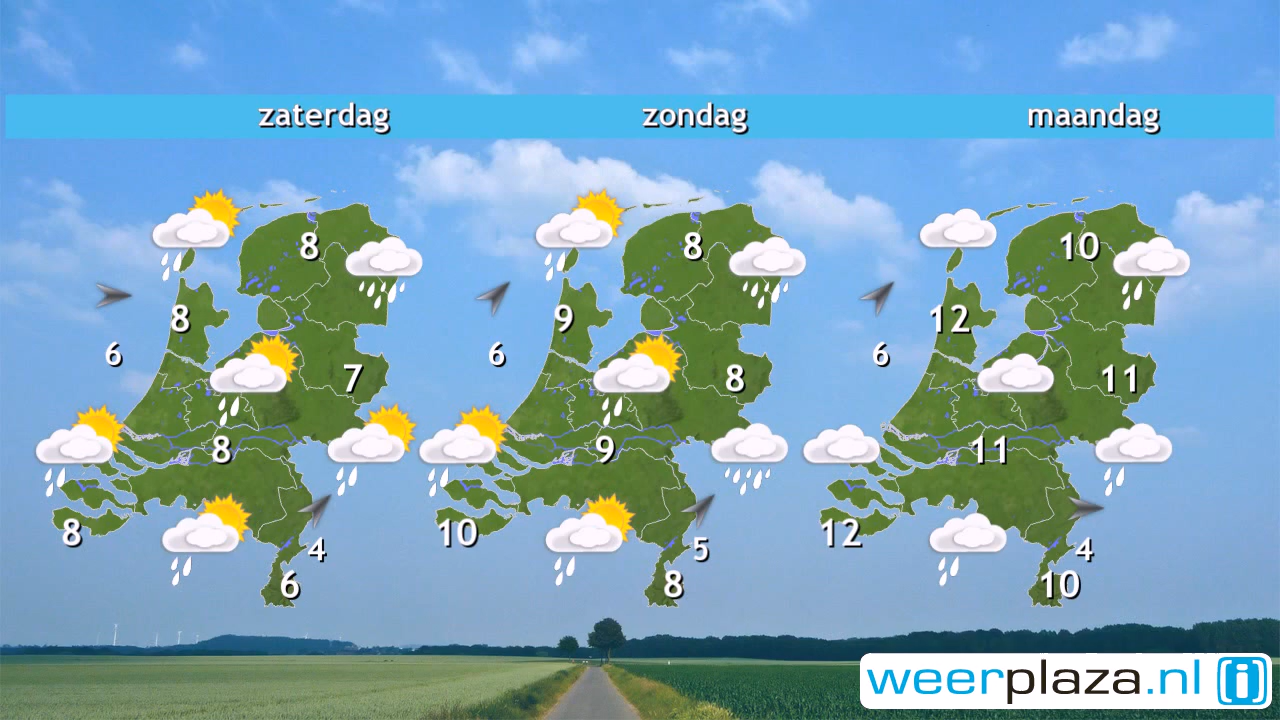 zaterdag zondag maandag
8 8 10
8 9 12
6 6 6
7 8 11
8 9 11
8 10 12
4 5 4
6 8 10
weerplaza.nl i